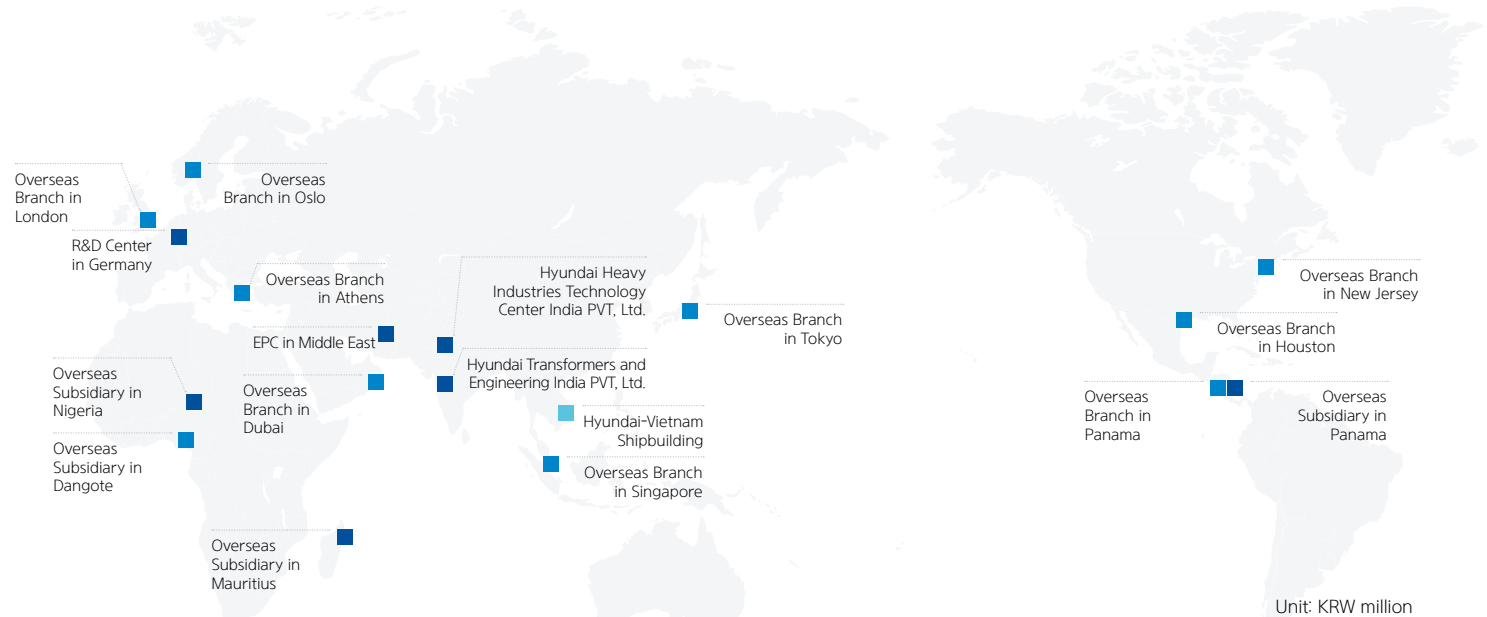 Overseas
Branch in
London
Overseas
Branch in Oslo
R&D Center
in Germany
Overseas Branch
in Athens
Hyundai Heavy
Industries Technology
Center India PVT, Ltd.
Overseas Branch
in Tokyo
EPC in Middle East
Hyundai Transformers and
Engineering India PVT, Ltd.
Overseas
Subsidiary in
Nigeria
Overseas
Branch in
Dubai
Hyundai-Vietnam
Shipbuilding
Overseas
Subsidiary in
Dangote
Overseas Branch
in Singapore
Overseas
Subsidiary in
Mauritius
Overseas Branch
in New Jersey
Overseas Branch
in Houston
Overseas
Branch in
Panama
Overseas
Subsidiary in
Panama
Unit: KRW million